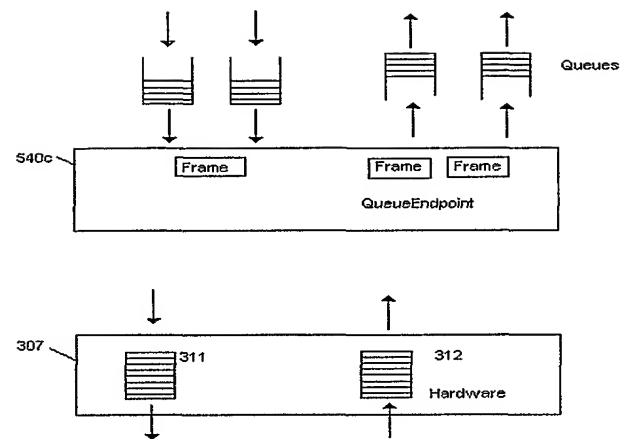 Queues
540c
Frame
Frame
Frame
QueueEndpoint
307
311
312
Hardware